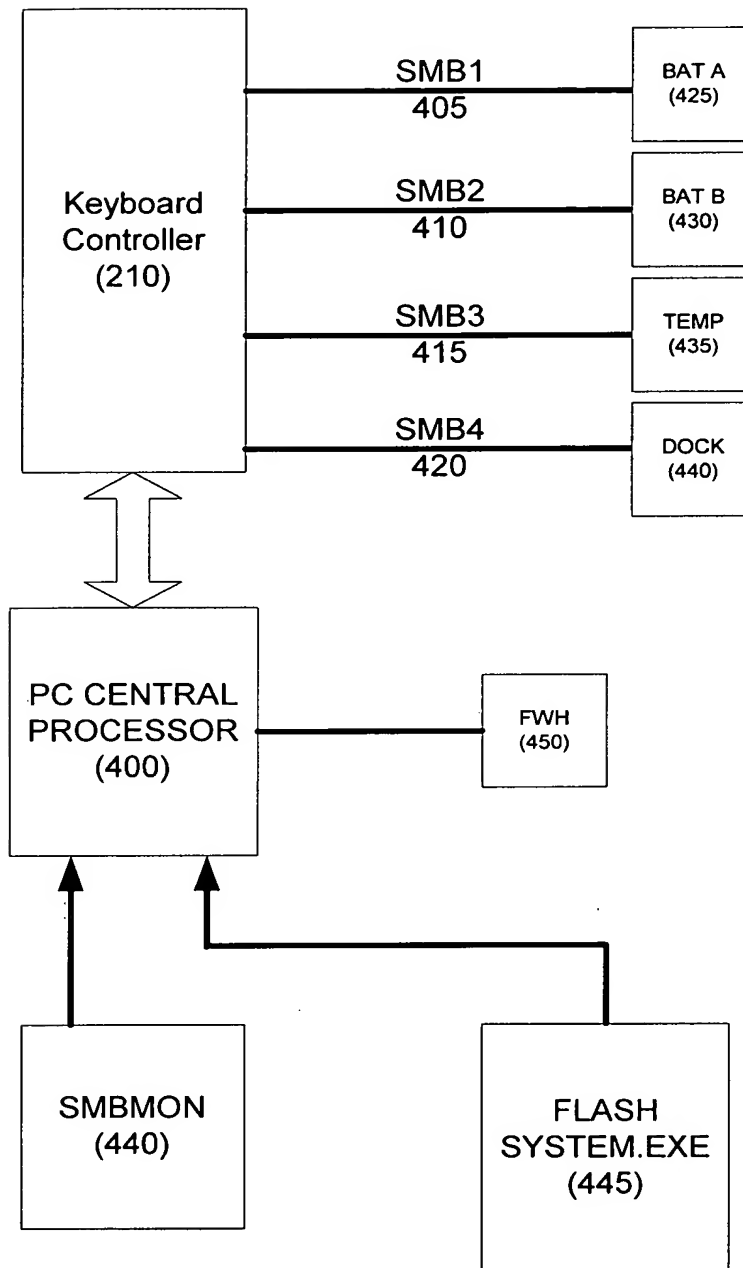 Keyboard
Controller
(210)
SMB1
405
BAT A
(425)
SMB2
410
BAT B
(430)
SMB3
415
TEMP
(435)
SMB4
420
DOCK
(440)
PC CENTRAL
PROCESSOR
(400)
FWH
(450)
SMBMON
(440)
FLASH
SYSTEM.EXE
(445)